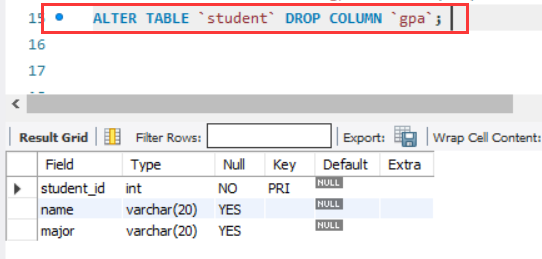 15 ALTER TABLE `student` DROP COLUMN `gpa`;
16
17
Result Grid Filter Rows: Export: Wrap Cell Content:
Field Type Null Key Default Extra
student_id int NO PRI NULL
name varchar(20) YES NULL
major varchar(20) YES NULL